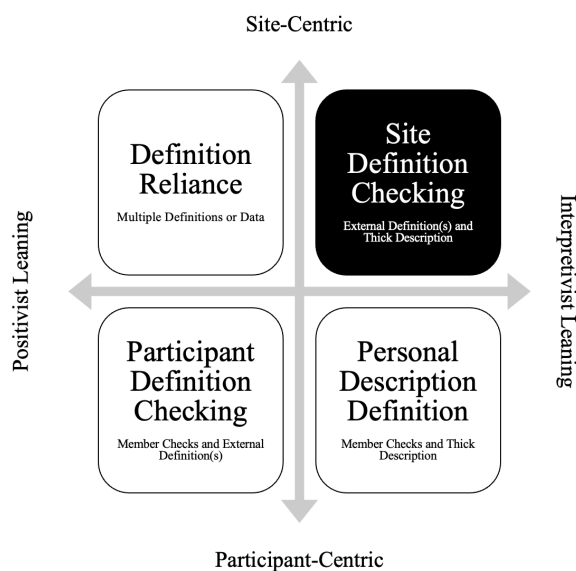 Site-Centric
Definition
Reliance
Multiple Definitions or Data
Site
Definition
Checking
External Definition(s) and
Thick Description
Positivist Leaning
Interpretivist Leaning
Participant
Definition
Checking
Member Checks and External
Definition(s)
Personal
Description
Definition
Member Checks and Thick
Description
Participant-Centric